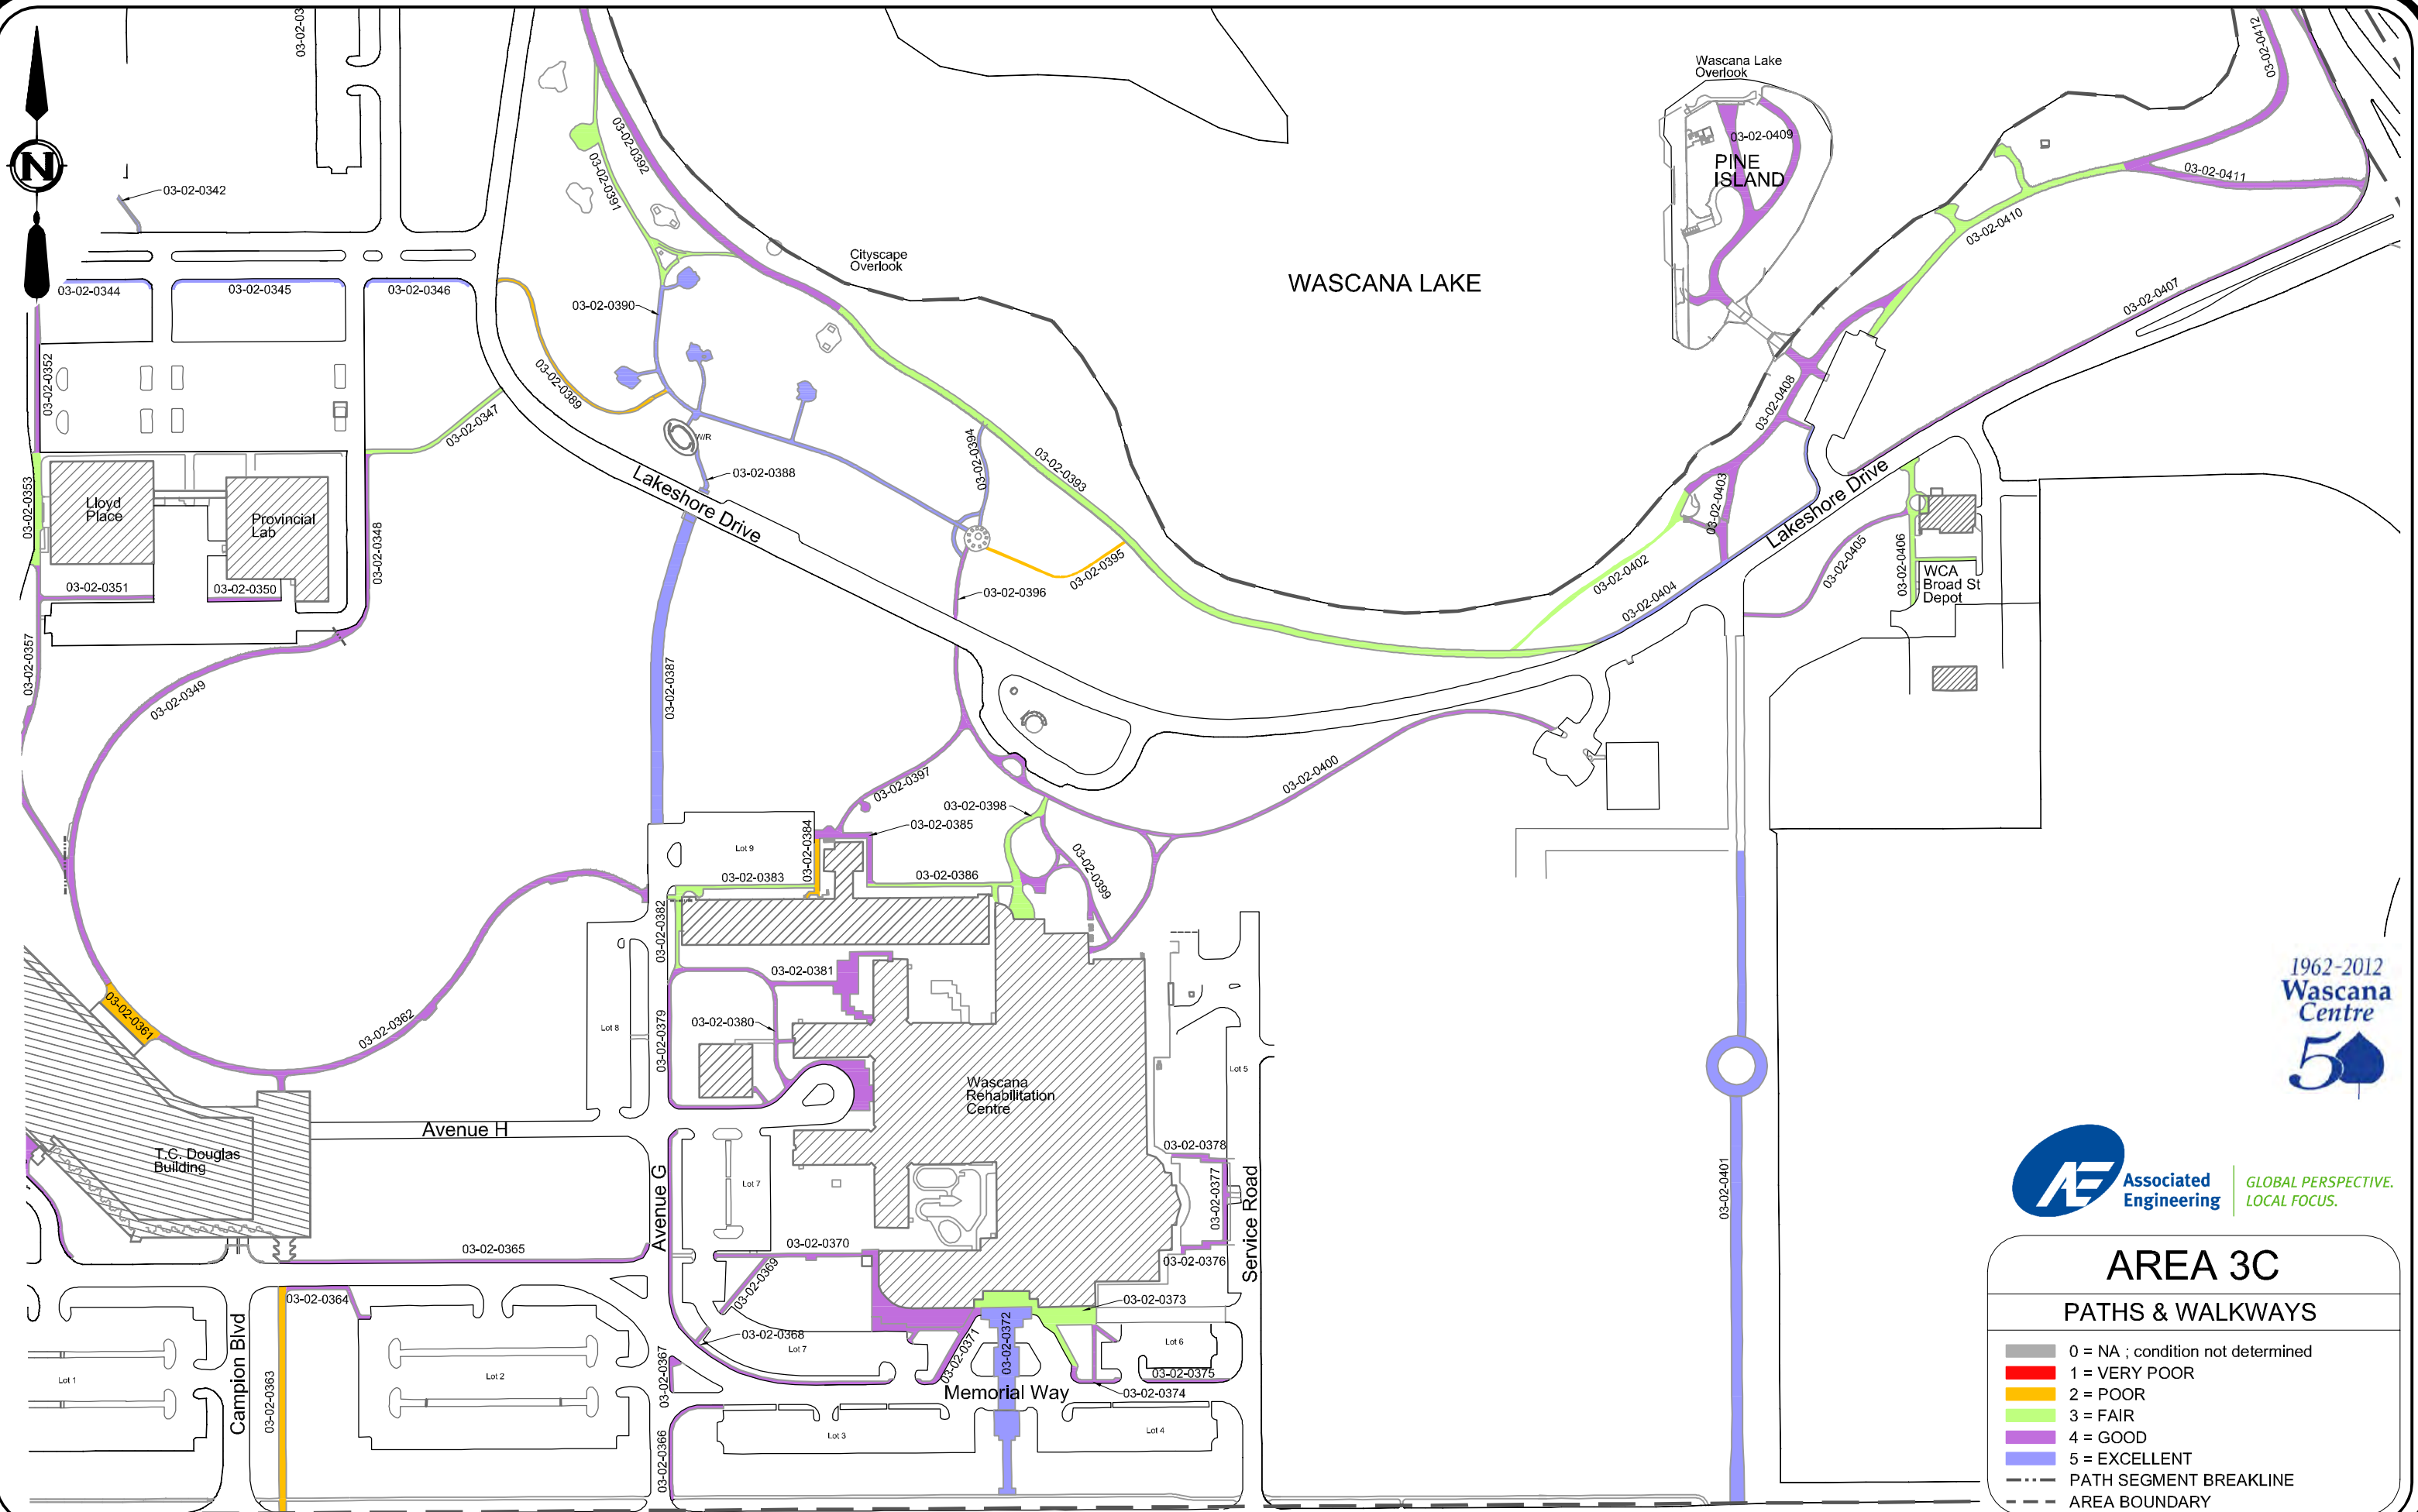 03-02-03
03-02-0412
Wascana Lake
Overlook
03-02-0392
03-02-0409
PINE
ISLAND
03-02-0342
03-02-0391
03-02-0411
N
03-02-0410
Cityscape
Overlook
WASCANA LAKE
03-02-0344
03-02-0345
03-02-0346
03-02-0390
03-02-0407
03-02-0352
03-02-0389
03-02-0347
03-02-0408
W/R
03-02-0394
03-02-0393
03-02-0388
Lakeshore Drive
Lakeshore Drive
03-02-0353
Lloyd
Place
Provincial
Lab
03-02-0348
03-02-0403
03-02-0405
03-02-0406
03-02-0395
03-02-0402
03-02-0404
WCA
Broad St
Depot
03-02-0351
03-02-0350
03-02-0396
03-02-0357
03-02-0349
03-02-0387
03-02-0397
03-02-0400
03-02-0398
03-02-0385
03-02-0384
Lot 9
03-02-0383
03-02-0386
03-02-0399
03-02-0382
03-02-0381
1962-2012
Wascana
Centre
50
03-02-0361
03-02-0362
Lot 8
03-02-0380
03-02-0379
Lot 5
Wascana
Rehabilitation
Centre
Avenue H
T.C. Douglas
Building
03-02-0378
03-02-0377
03-02-0401
Avenue G
Lot 7
Service Road
AE
Associated
Engineering
GLOBAL PERSPECTIVE.
LOCAL FOCUS.
03-02-0365
03-02-0370
03-02-0369
03-02-0376
AREA 3C
03-02-0364
03-02-0373
PATHS & WALKWAYS
03-02-0372
03-02-0371
03-02-0368
Lot 7
Lot 6
0 = NA ; condition not determined
1 = VERY POOR
2 = POOR
3 = FAIR
4 = GOOD
5 = EXCELLENT
PATH SEGMENT BREAKLINE
AREA BOUNDARY
Campion Blvd
Lot 1
03-02-0363
Lot 2
03-02-0367
03-02-0375
Memorial Way
03-02-0374
03-02-0366
Lot 3
Lot 4